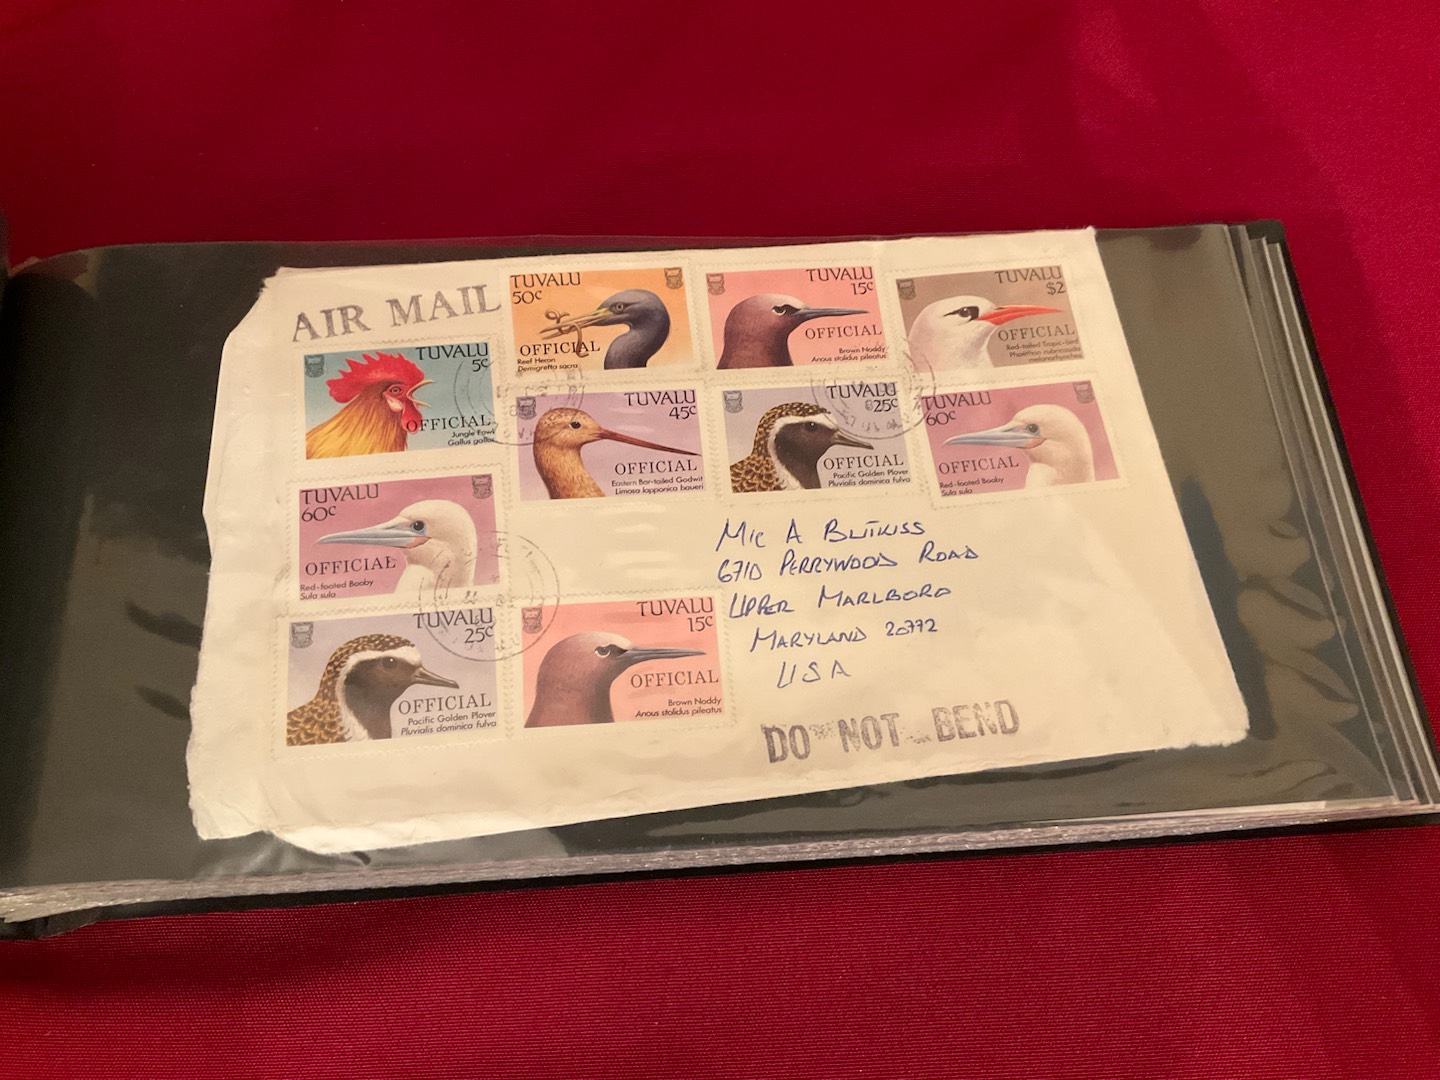 AIR MAIL
TUVALU
50c
OFFICIAL
Reef Heron
Demigretta sacra
TUVALU
15c
OFFICIAL
Brown Noddy
Anous stolidus pileatus
TUVALU
$2
OFFICIAL
Red-tailed Tropic-bird
Phaethon rubricauda
melanorhynchos
TUVALU
5c
OFFICIAL
Jungle Fowl
Gallus gallus
TUVALU
45c
OFFICIAL
Eastern Bar-tailed Godwit
Limosa lapponica baueri
TUVALU
25c
OFFICIAL
Pacific Golden Plover
Pluvialis dominica fulva
TUVALU
60c
OFFICIAL
Red-footed Booby
Sula sula
TUVALU
60c
OFFICIAL
Red-footed Booby
Sula sula
TUVALU
25c
OFFICIAL
Pacific Golden Plover
Pluvialis dominica fulva
TUVALU
15c
OFFICIAL
Brown Noddy
Anous stolidus pileatus
A
6710 PERRYWOOD ROAD
UPPER MARLBORO
MARYLAND 20772
USA
DO NOT BEND